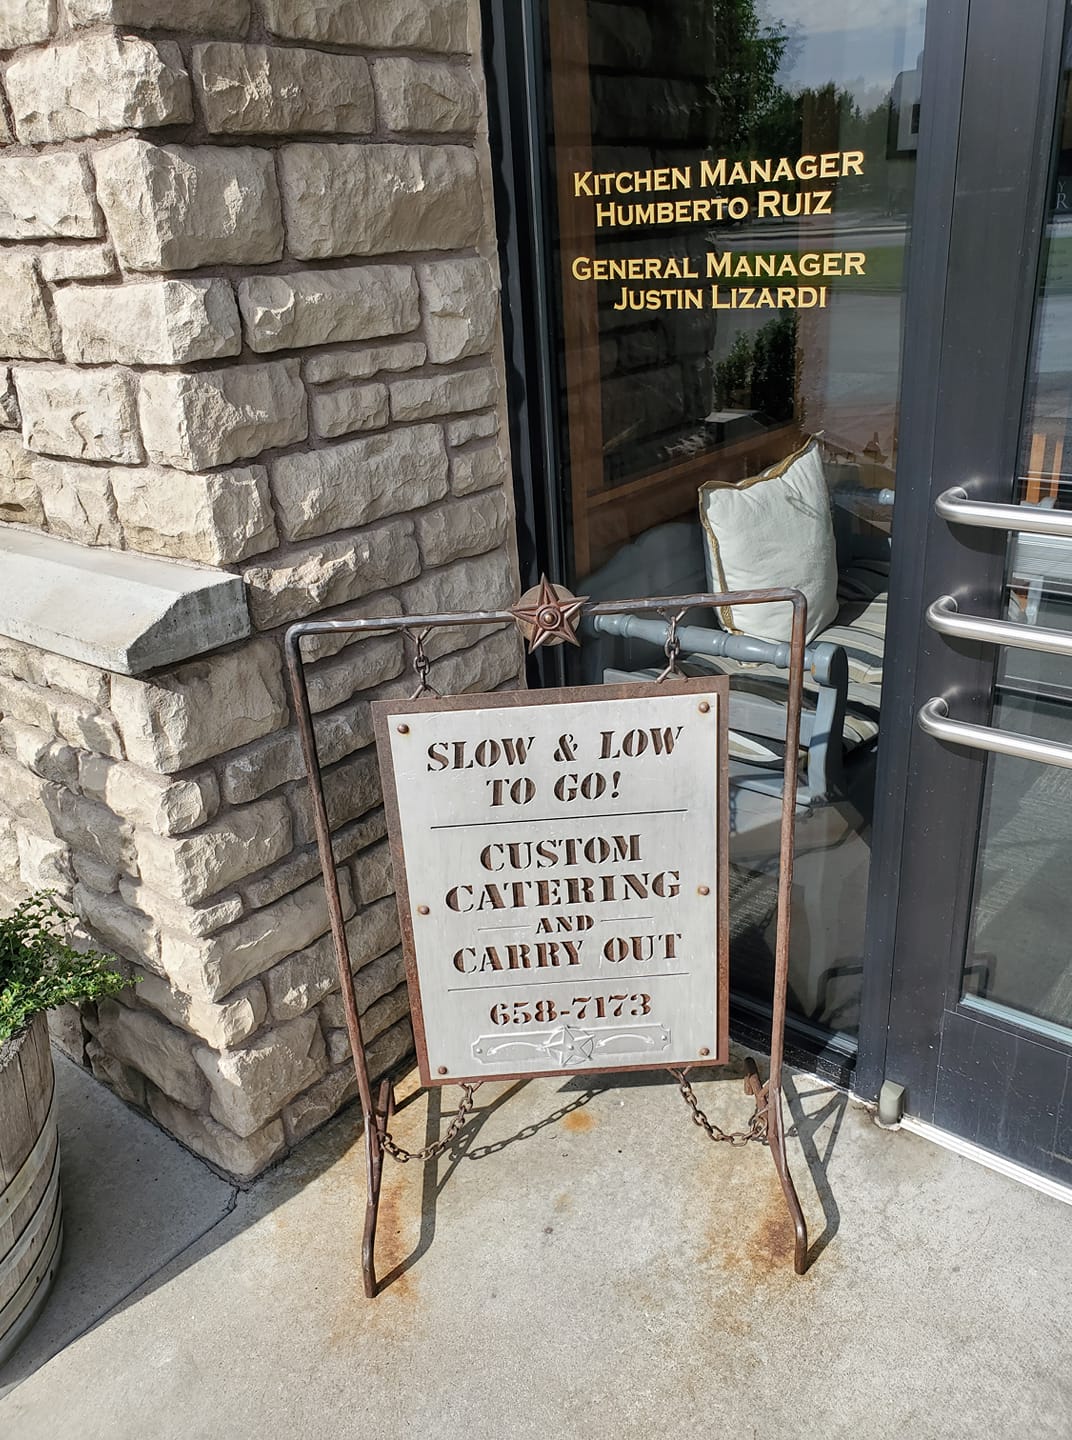 KITCHEN MANAGER
HUMBERTO RUIZ
GENERAL MANAGER
JUSTIN LIZARDI
SLOW & LOW
TO GO!
CUSTOM
CATERING
AND
CARRY OUT
658-7173